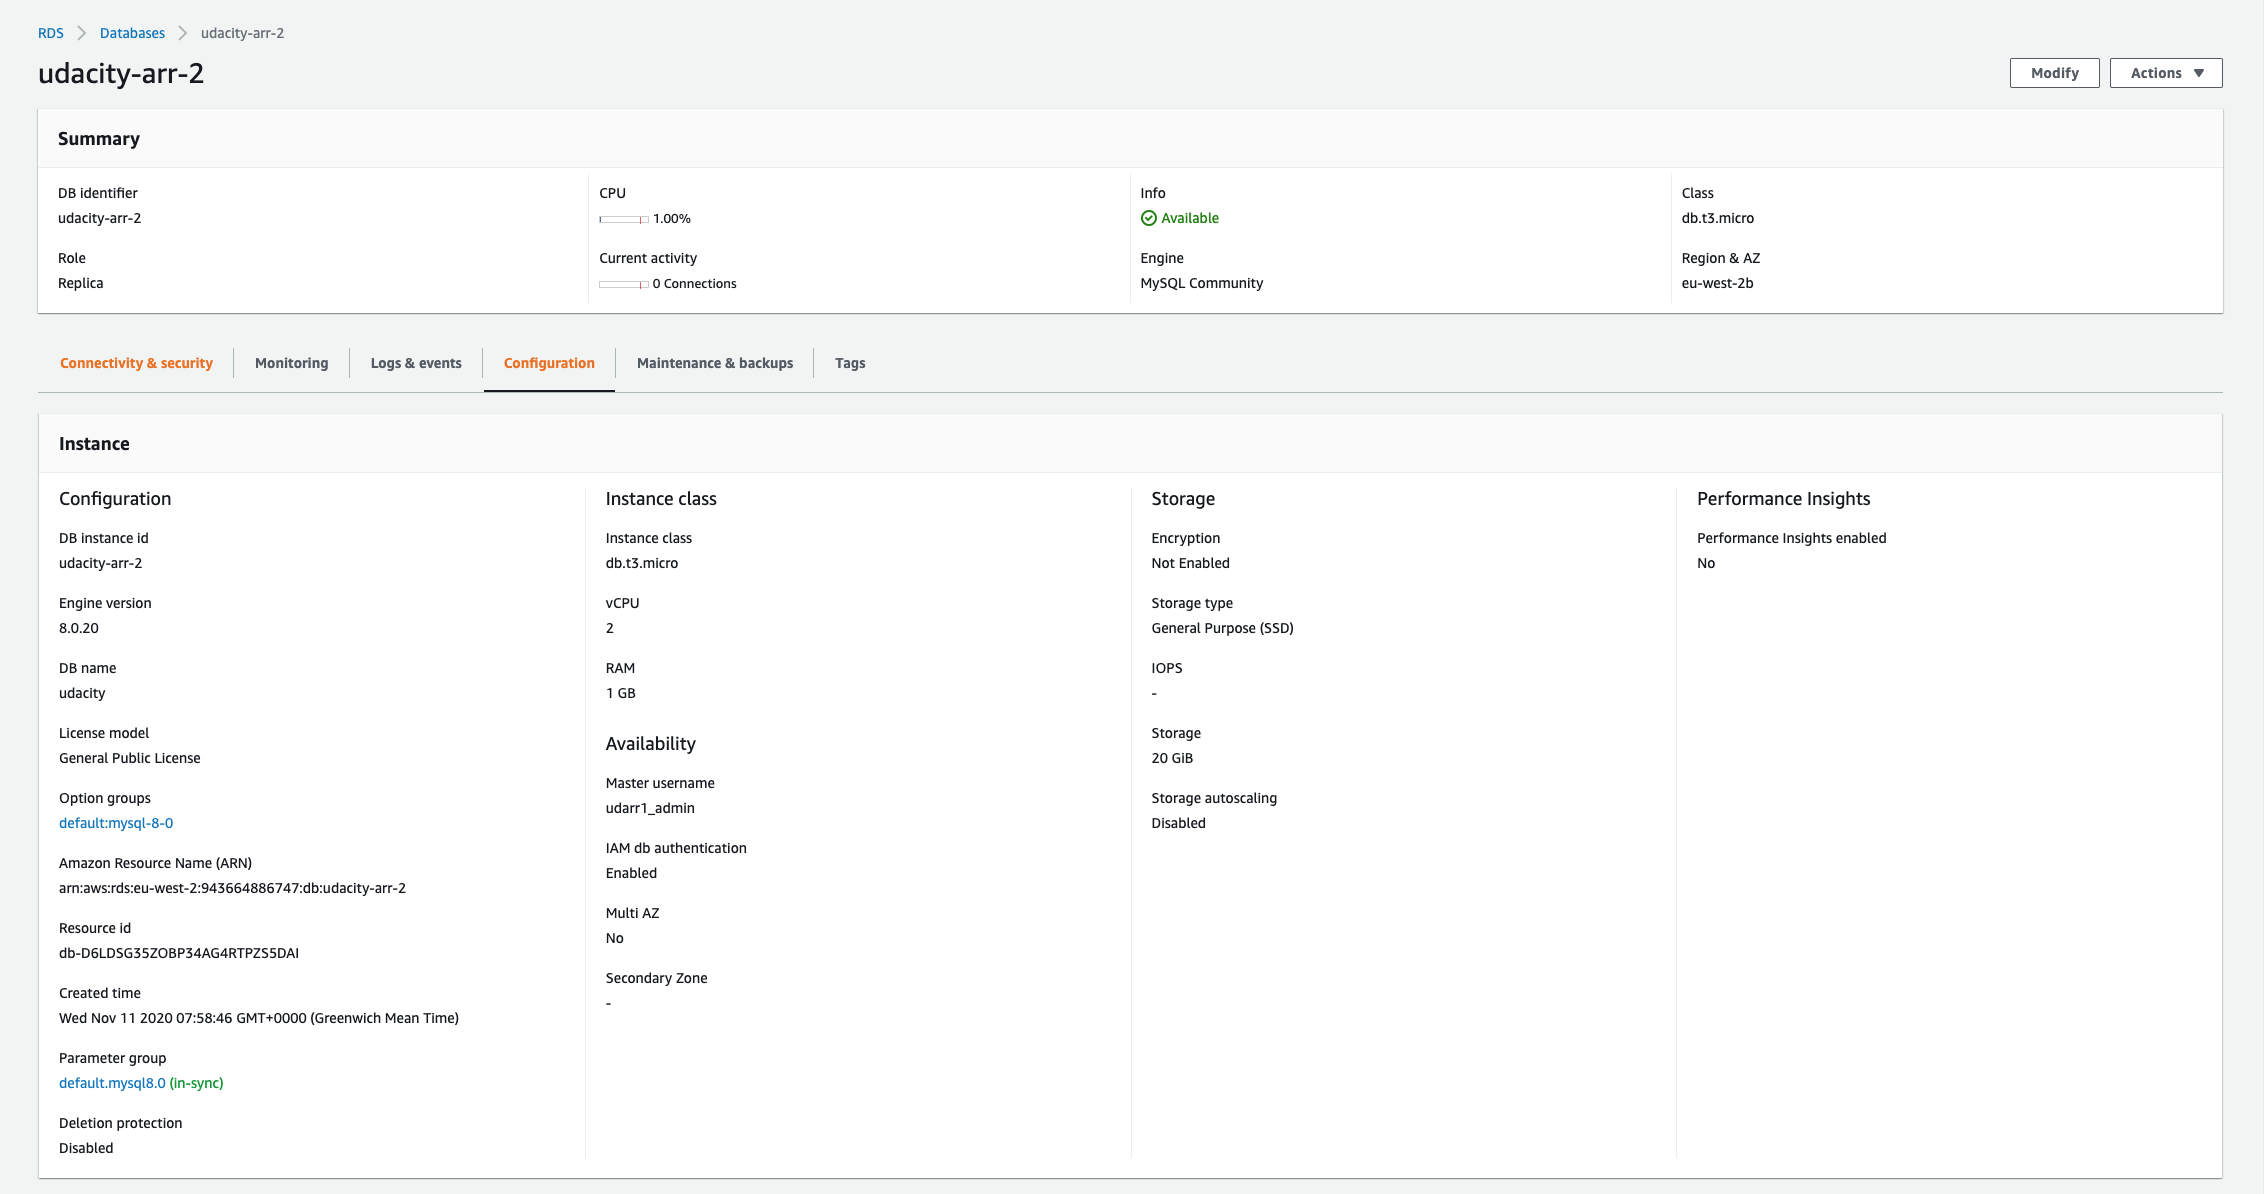 RDS > Databases > udacity-arr-2
udacity-arr-2
Modify
Actions ▼
Summary
DB identifier
udacity-arr-2
Role
Replica
CPU
1.00%
Current activity
0 Connections
Info
Available
Engine
MySQL Community
Class
db.t3.micro
Region & AZ
eu-west-2b
Connectivity & security
Monitoring
Logs & events
Configuration
Maintenance & backups
Tags
Instance
Configuration
DB instance id
udacity-arr-2
Engine version
8.0.20
DB name
udacity
License model
General Public License
Option groups
default:mysql-8-0
Amazon Resource Name (ARN)
arn:aws:rds:eu-west-2:943664886747:db:udacity-arr-2
Resource id
db-D6LDSG35ZOBP34AG4RTPZS5DAI
Created time
Wed Nov 11 2020 07:58:46 GMT+0000 (Greenwich Mean Time)
Parameter group
default.mysql8.0 (in-sync)
Deletion protection
Disabled
Instance class
Instance class
db.t3.micro
vCPU
2
RAM
1 GB
Availability
Master username
udarr1_admin
IAM db authentication
Enabled
Multi AZ
No
Secondary Zone
-
Storage
Encryption
Not Enabled
Storage type
General Purpose (SSD)
IOPS
-
Storage
20 GiB
Storage autoscaling
Disabled
Performance Insights
Performance Insights enabled
No